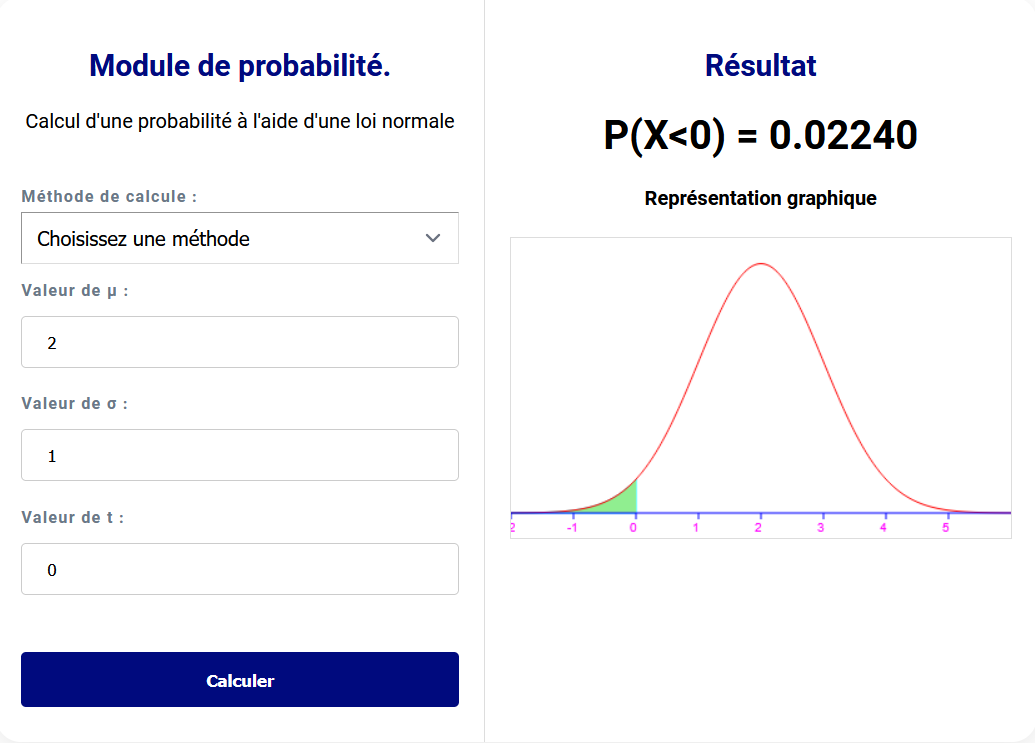 Module de probabilité.
Calcul d'une probabilité à l'aide d'une loi normale
Méthode de calcule :
Choisissez une méthode
Valeur de μ :
2
Valeur de σ :
1
Valeur de t :
0
Calculer
Résultat
P(X<0) = 0.02240
Représentation graphique
2 -1 0 1 2 3 4 5